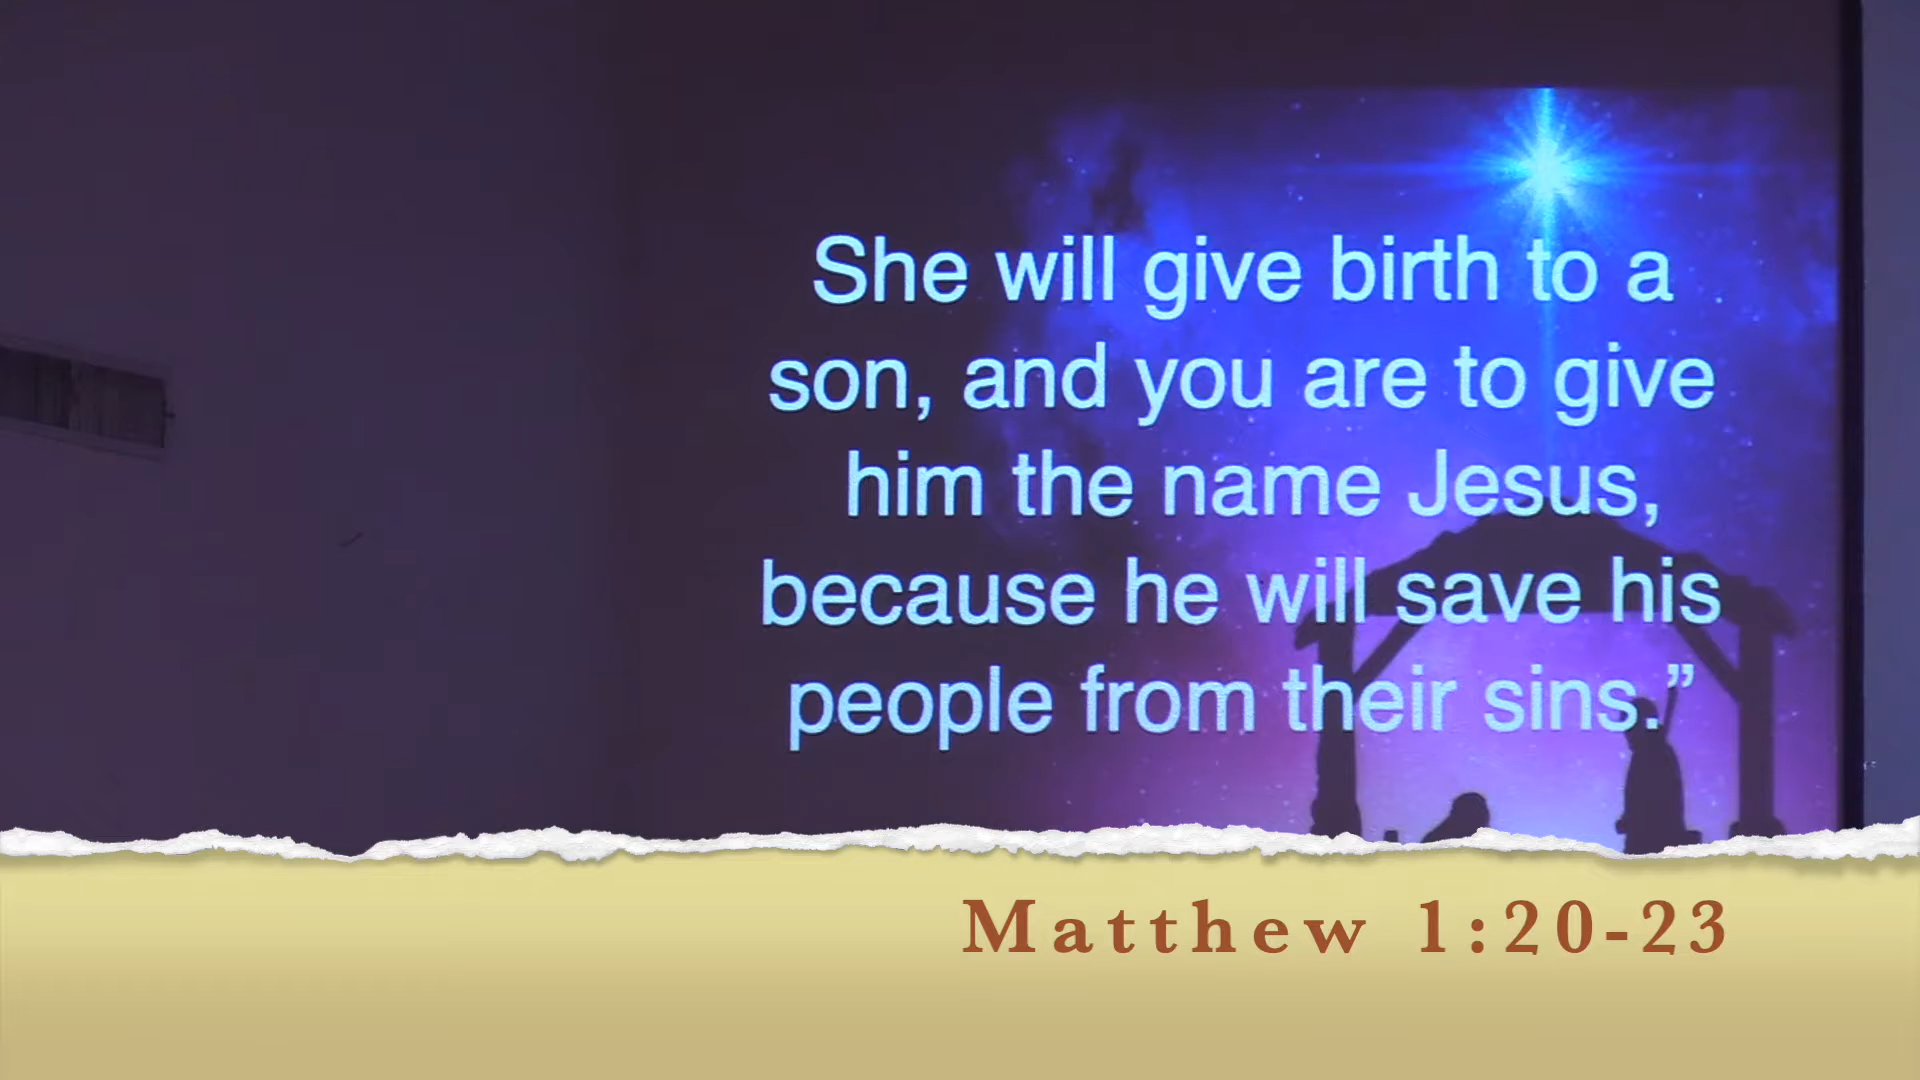 She will give birth to a
son, and you are to give
him the name Jesus,
because he will save his
people from their sins.”
Matthew 1:20-23